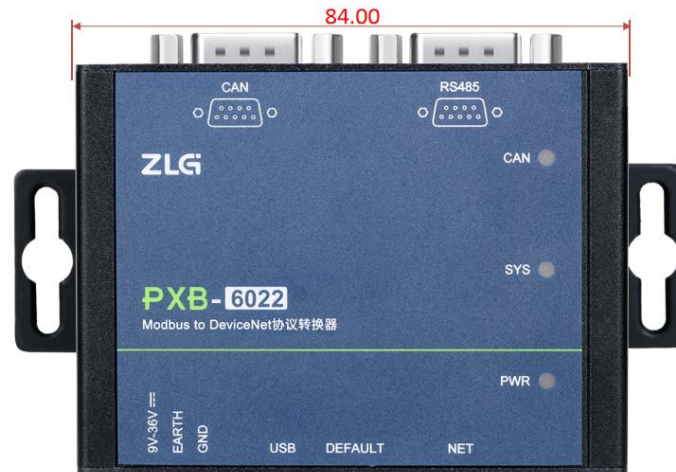 84.00
CAN
RS485
ZLG
CAN
SYS
PXB-6022
Modbus to DeviceNet协议转换器
PWR
9V-36V
EARTH
GND
USB
DEFAULT
NET